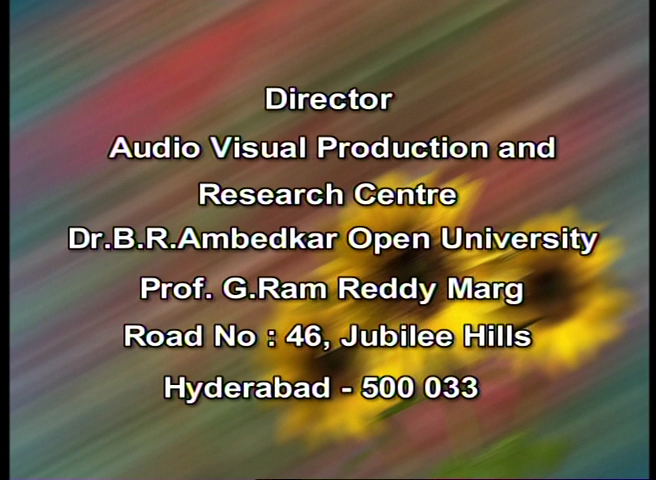 Director
Audio Visual Production and
Research Centre
Dr.B.R.Ambedkar Open University
Prof. G.Ram Reddy Marg
Road No : 46, Jubilee Hills
Hyderabad - 500 033